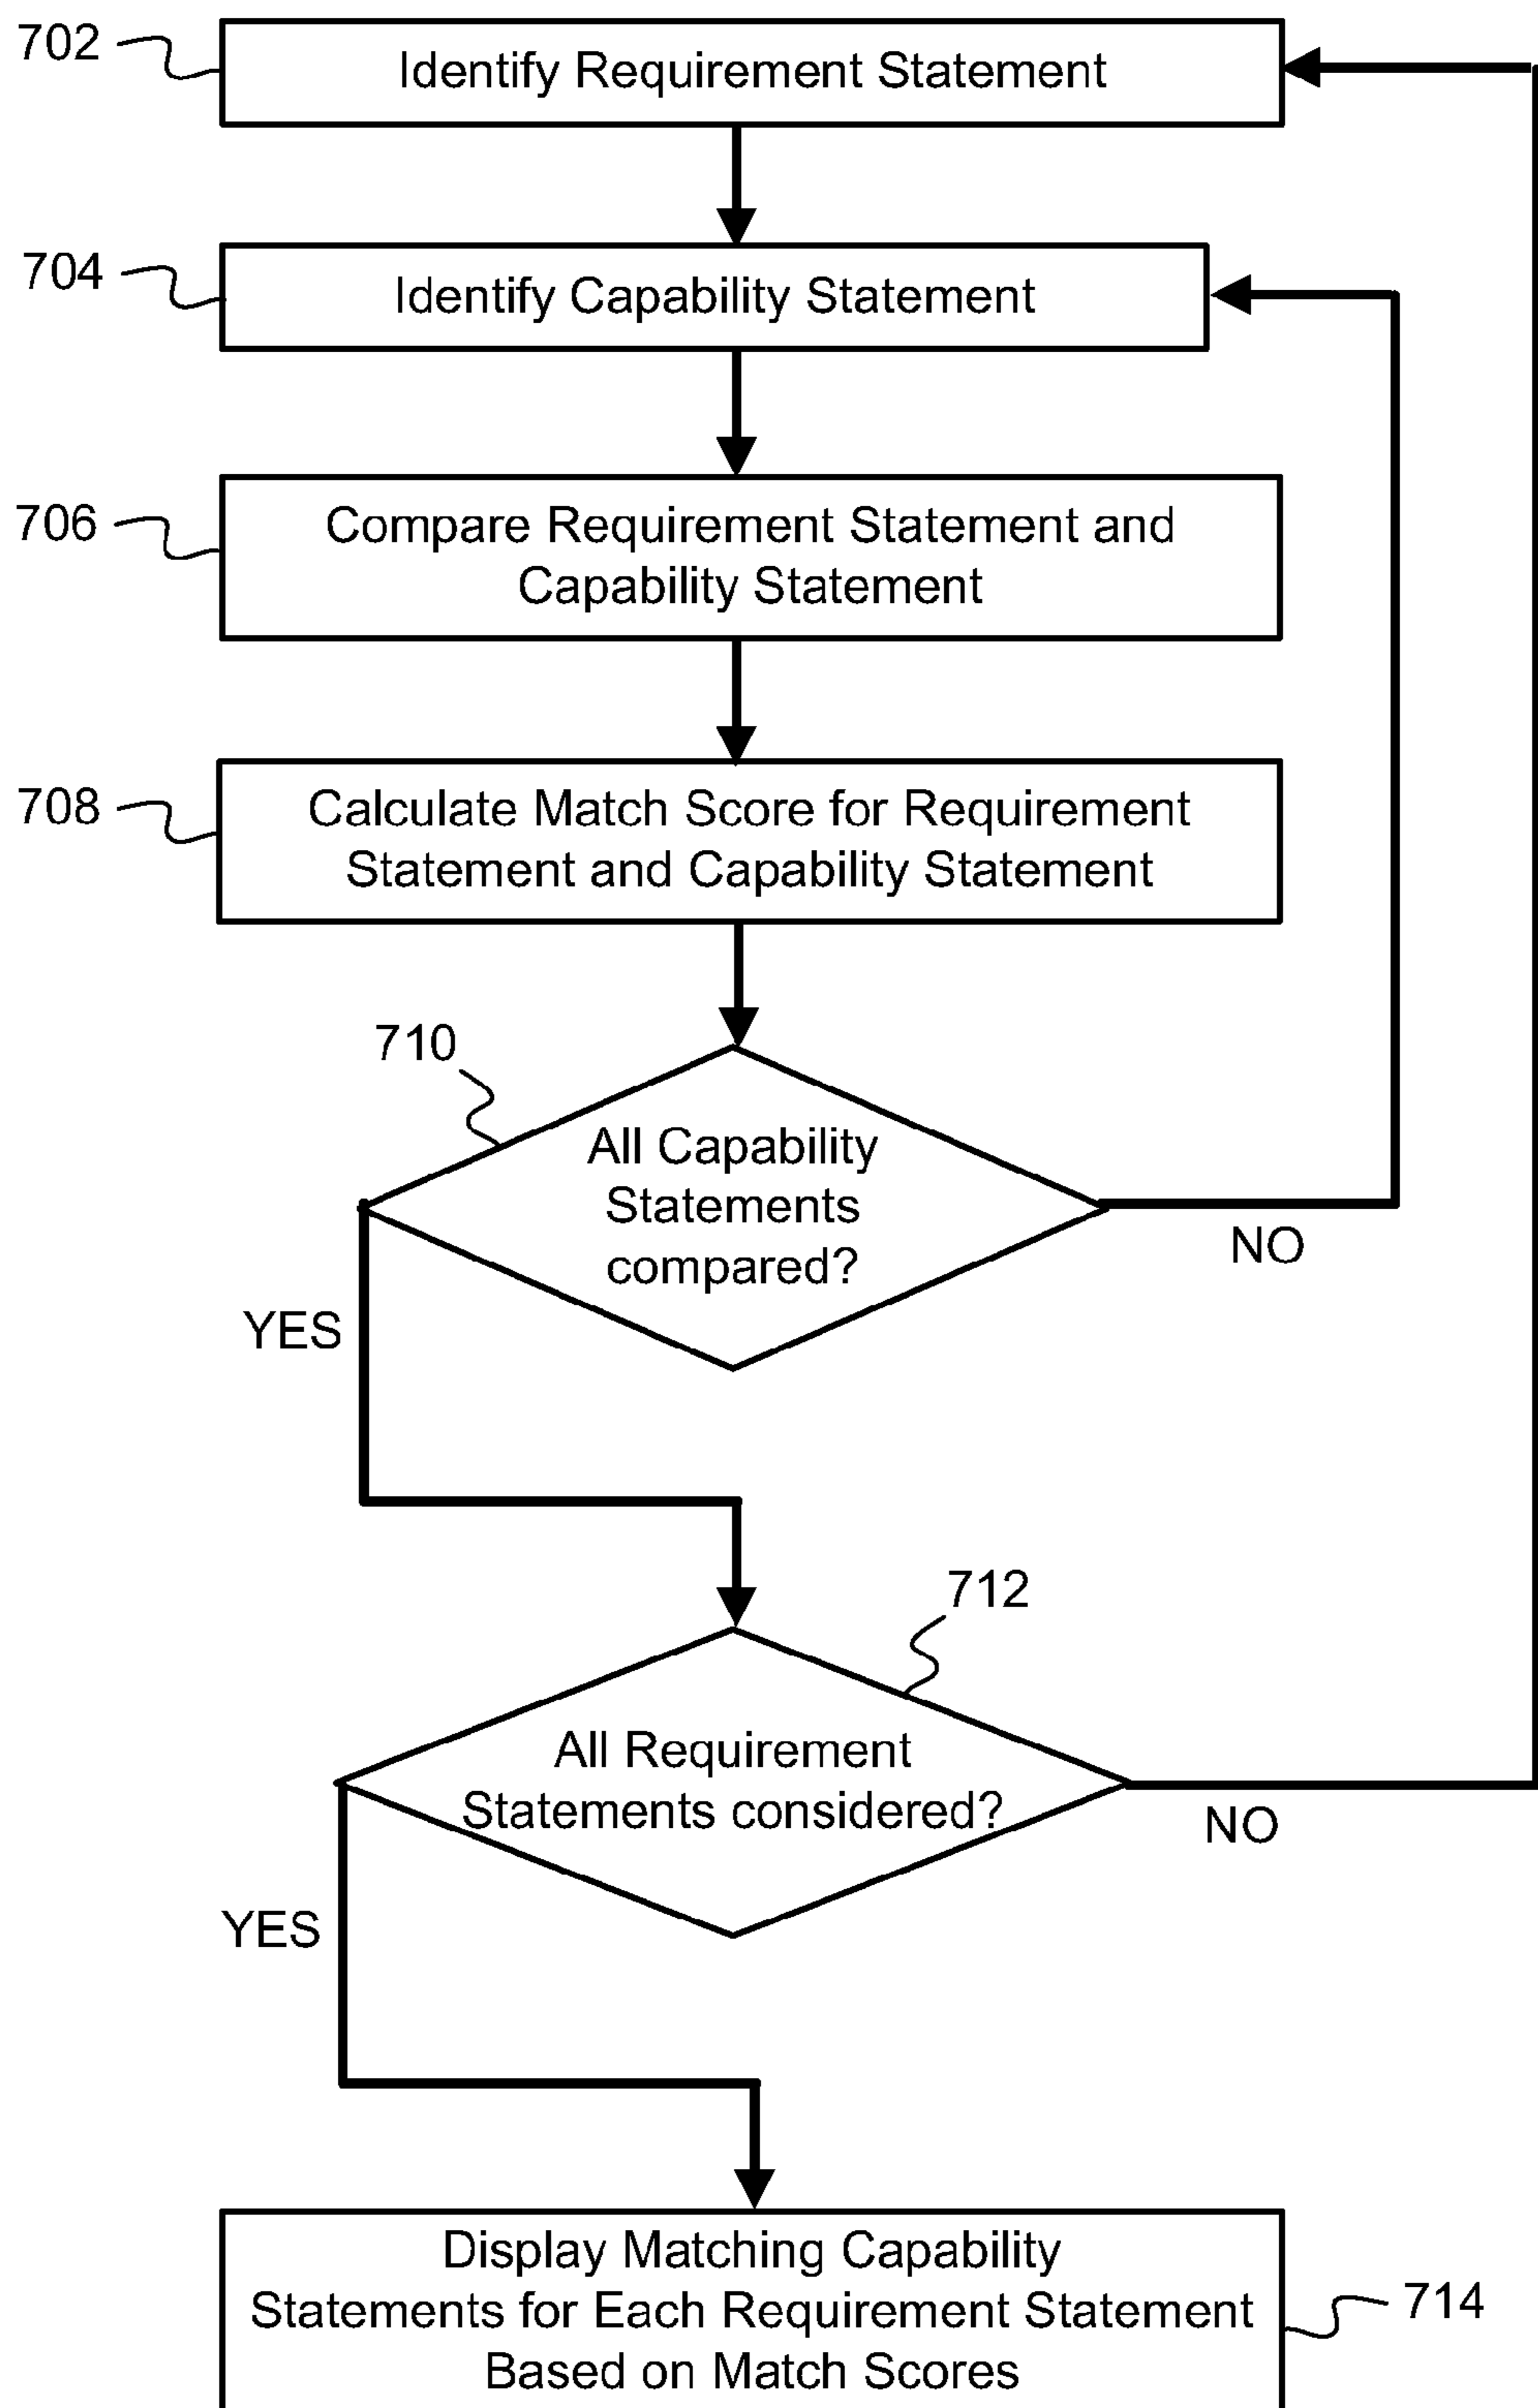 702
Identify Requirement Statement
704
Identify Capability Statement
706
Compare Requirement Statement and
Capability Statement
708
Calculate Match Score for Requirement
Statement and Capability Statement
710
All Capability
Statements
compared?
NO
YES
712
All Requirement
Statements considered?
NO
YES
Display Matching Capability
Statements for Each Requirement Statement
Based on Match Scores
714